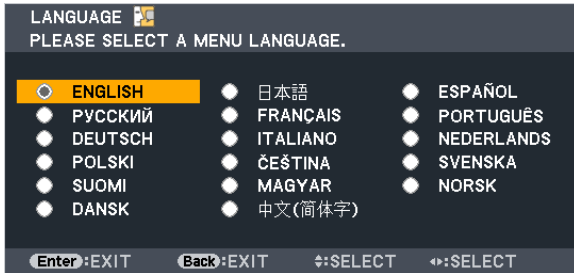 LANGUAGE
PLEASE SELECT A MENU LANGUAGE.
ENGLISH 日本語 ESPAÑOL
РУССКИЙ FRANÇAIS PORTUGUÊS
DEUTSCH ITALIANO NEDERLANDS
POLSKI ČEŠTINA SVENSKA
SUOMI MAGYAR NORSK
DANSK 中文(简体字)
Enter:EXIT Back:EXIT :SELECT :SELECT